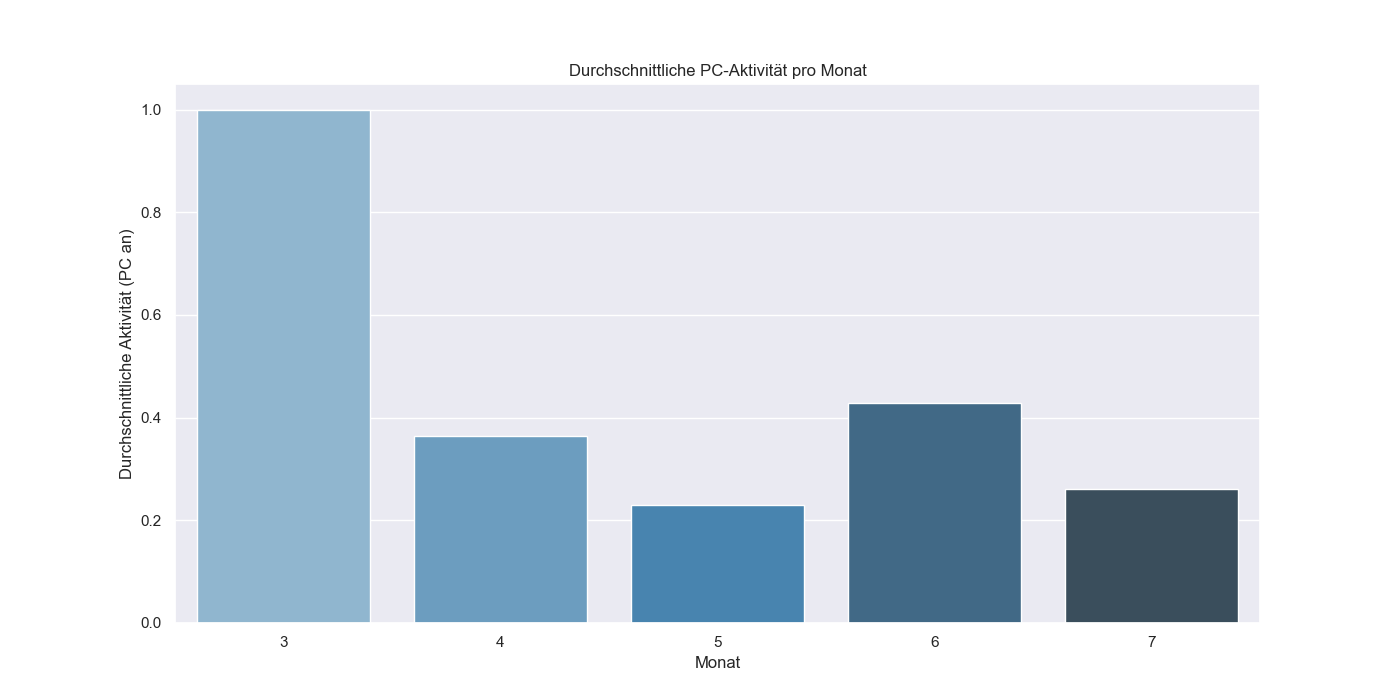 Durchschnittliche PC-Aktivität pro Monat
Durchschnittliche Aktivität (PC an)
1.0
0.8
0.6
0.4
0.2
0.0
3 4 5 6 7
Monat